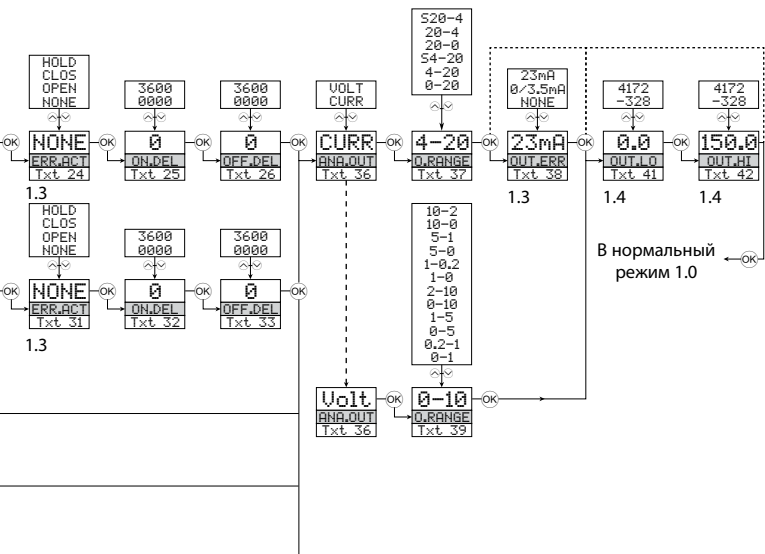 HOLD
CLOS
OPEN
NONE
OK
NONE
ERR.ACT
Txt 24
1.3
3600
0000
OK
0
ON.DEL
Txt 25
3600
0000
OK
0
OFF.DEL
Txt 26
OK
VOLT
CURR
CURR
ANA.OUT
Txt 36
OK
S20-4
20-4
20-0
S4-20
4-20
0-20
4-20
O.RANGE
Txt 37
OK
23mA
0/3.5mA
NONE
23mA
OUT.ERR
Txt 38
1.3
OK
4172
-328
0.0
OUT.LO
Txt 41
1.4
OK
4172
-328
150.0
OUT.HI
Txt 42
1.4
В нормальный
режим 1.0
OK
HOLD
CLOS
OPEN
NONE
OK
NONE
ERR.ACT
Txt 31
1.3
3600
0000
OK
0
ON.DEL
Txt 32
3600
0000
OK
0
OFF.DEL
Txt 33
OK
10-2
10-0
5-1
5-0
1-0.2
1-0
2-10
0-10
1-5
0-5
0.2-1
0-1
Volt
ANA.OUT
Txt 36
OK
0-10
O.RANGE
Txt 39
OK